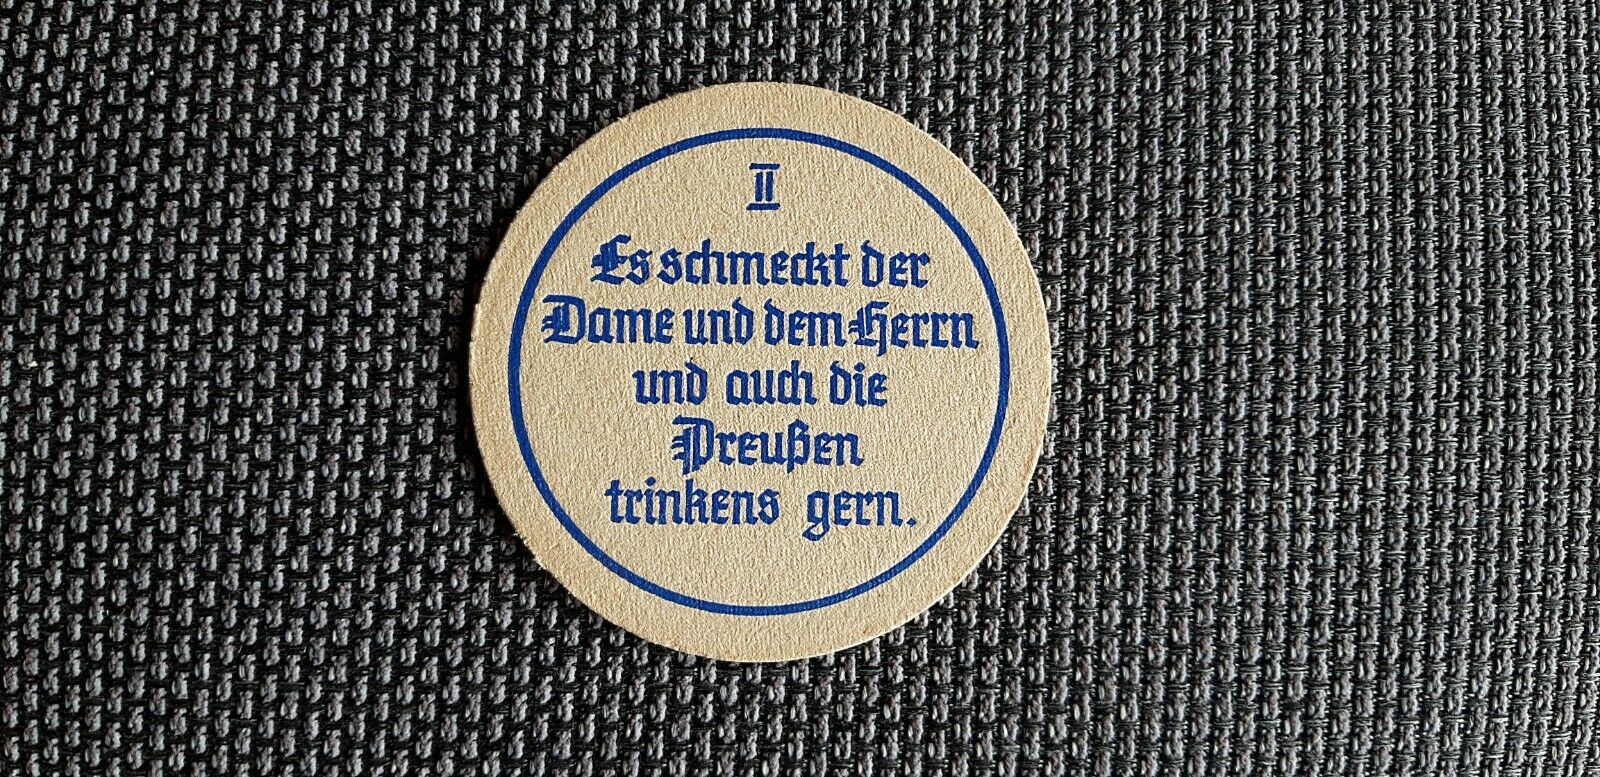 II
Es schmeckt der
Dame und dem Herrn
und auch die
Preußen
trinkens gern.